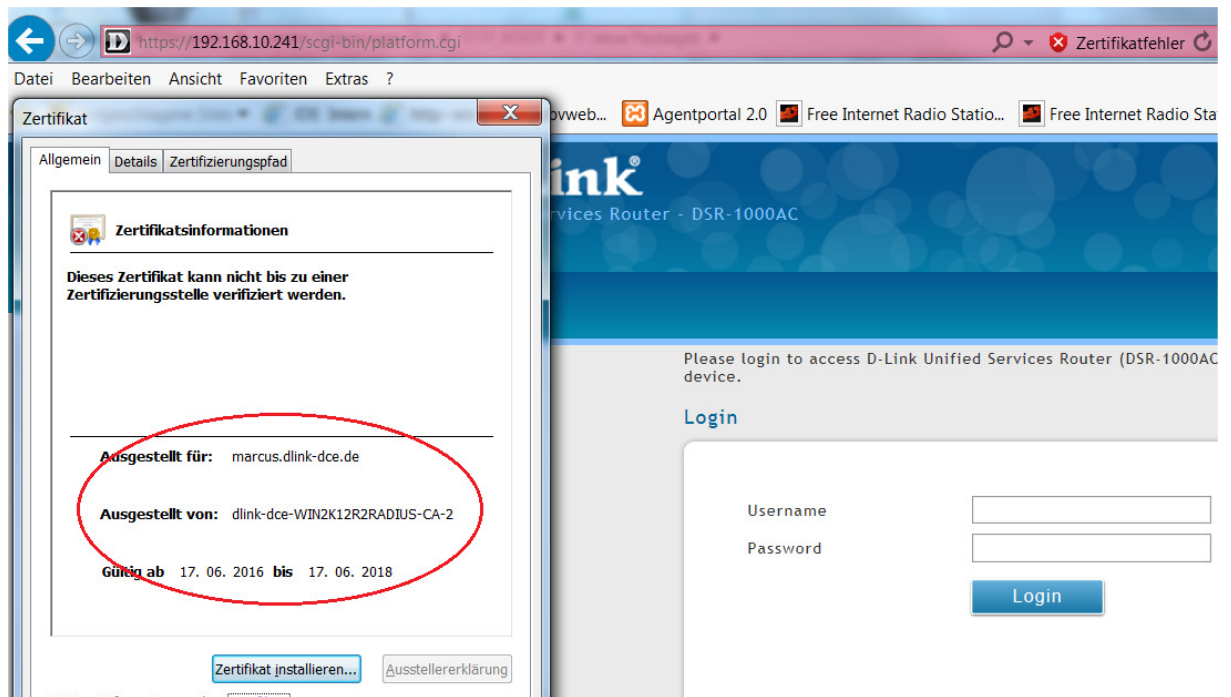 https://192.168.10.241/scgi-bin/platform.cgi
Zertifikatfehler
Datei Bearbeiten Ansicht Favoriten Extras ?
Zertifikat
X
ovweb... Agentportal 2.0 Free Internet Radio Statio... Free Internet Radio Sta
Allgemein Details Zertifizierungspfad
Zertifikatsinformationen
Dieses Zertifikat kann nicht bis zu einer
Zertifizierungsstelle verifiziert werden.
Ausgestellt für: marcus.dlink-dce.de
Ausgestellt von: dlink-dce-WIN2K12R2RADIUS-CA-2
Gültig ab 17. 06. 2016 bis 17. 06. 2018
Zertifikat installieren... Ausstellererklärung
ink®
rvices Router - DSR-1000AC
Please login to access D-Link Unified Services Router (DSR-1000AC
device.
Login
Username
Password
Login